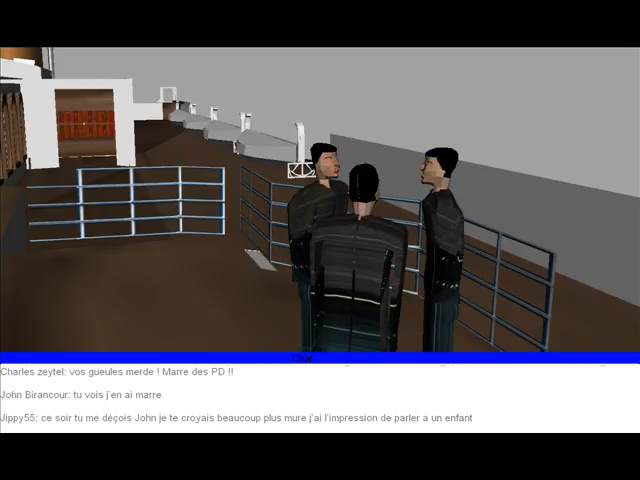 Charles zeytel: vos gueules merde ! Marre des PD !!
John Birancour: tu vois j'en ai marre
Jippy55: ce soir tu me déçois John je te croyais beaucoup plus mure j'ai l'impression de parler a un enfant